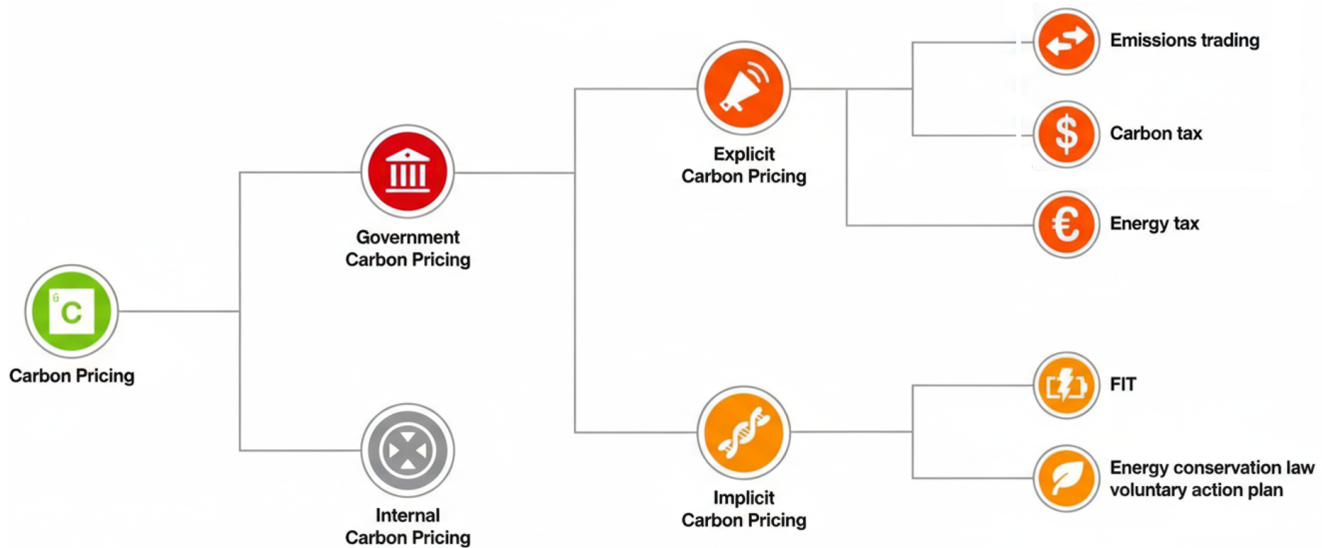 Emissions trading
$
Carbon tax
Explicit
Carbon Pricing
€
Energy tax
Government
Carbon Pricing
6
C
Carbon Pricing
FIT
Energy conservation law
voluntary action plan
Implicit
Carbon Pricing
Internal
Carbon Pricing